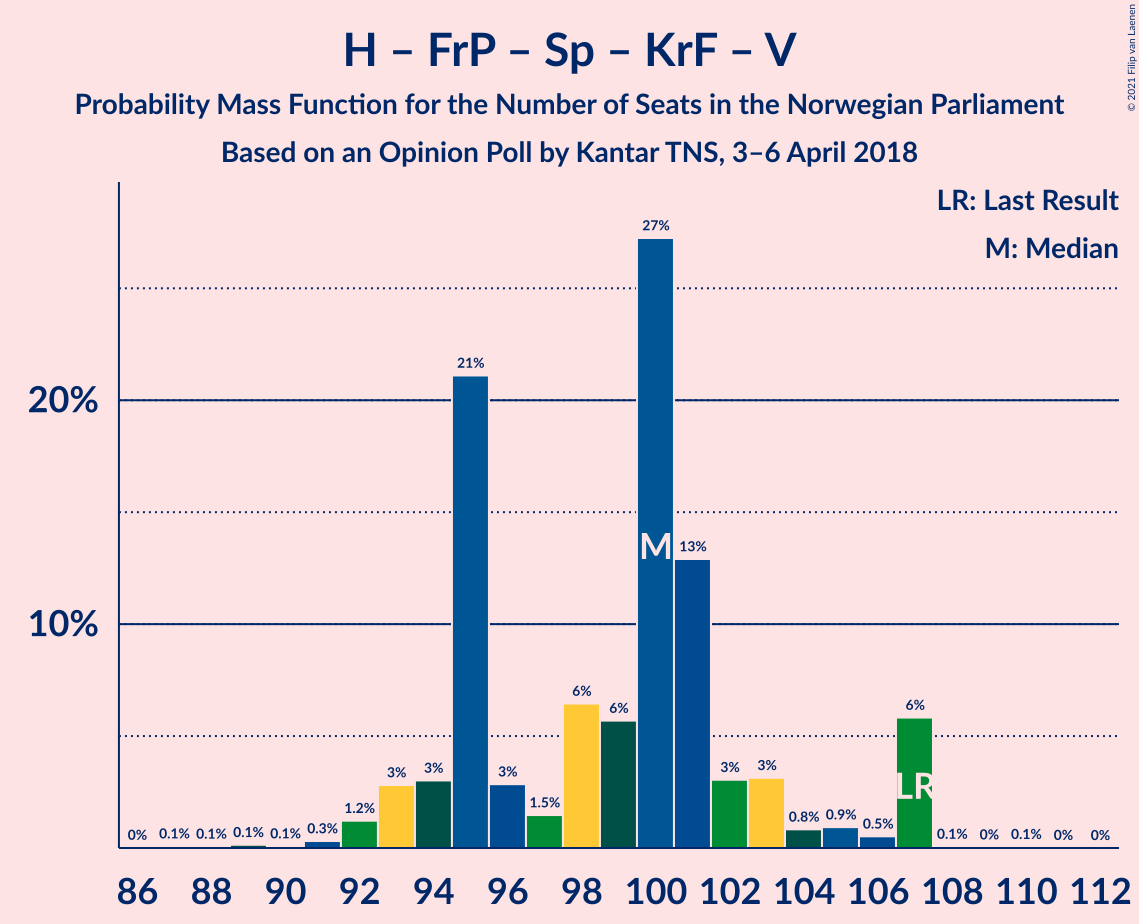 H – FrP – Sp – KrF – V
Probability Mass Function for the Number of Seats in the Norwegian Parliament
Based on an Opinion Poll by Kantar TNS, 3–6 April 2018
© 2021 Filip van Laenen
LR: Last Result
M: Median
20%
10%
0% 0.1% 0.1% 0.1% 0.1% 0.3% 1.2% 3% 3% 21% 3% 1.5% 6% 6% 27% 13% 3% 3% 0.8% 0.9% 0.5% 6% 0.1% 0% 0.1% 0% 0%
M
LR
86 88 90 92 94 96 98 100 102 104 106 108 110 112